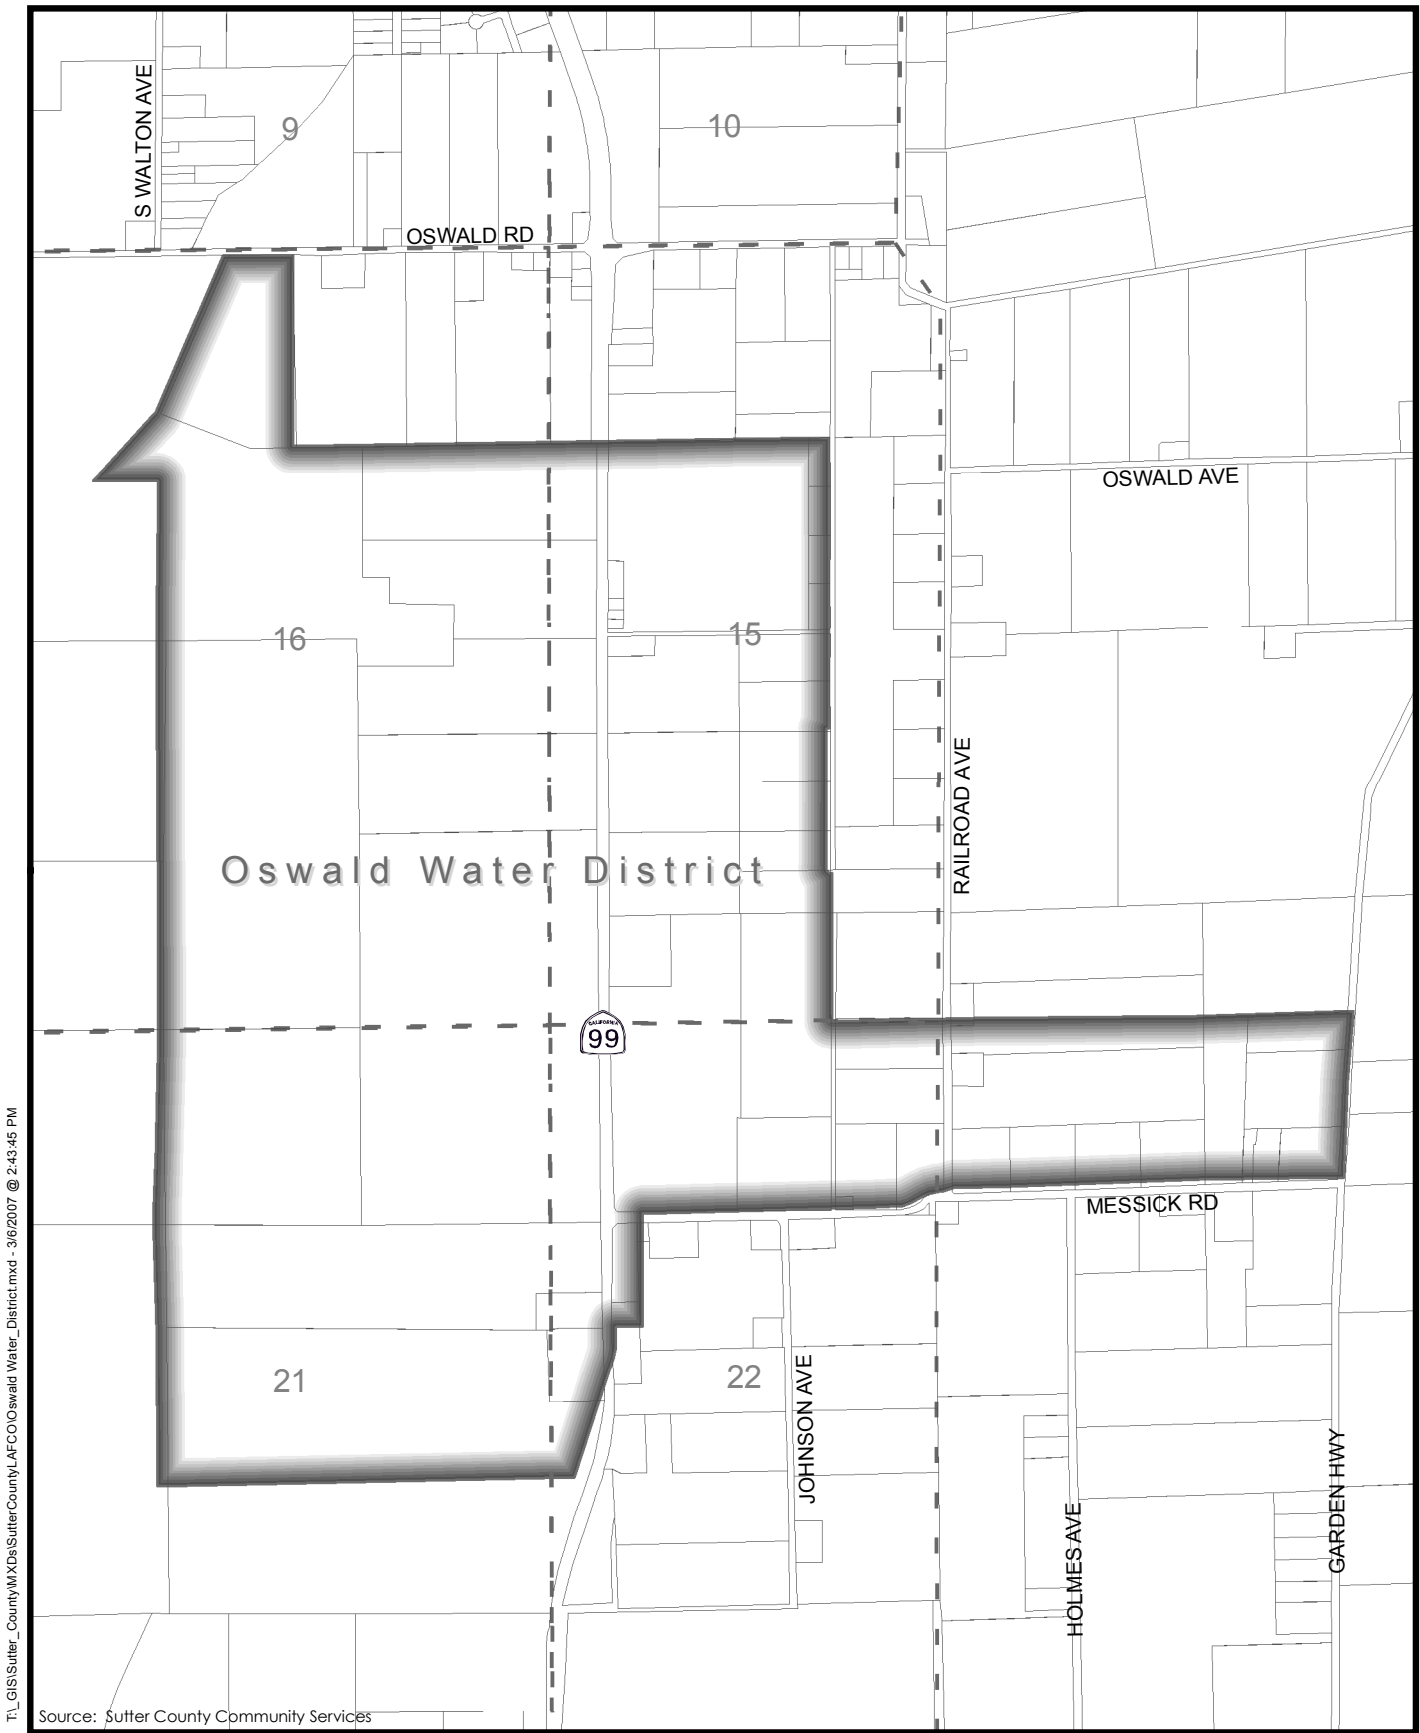 S WALTON AVE
9
10
OSWALD RD
OSWALD AVE
16
15
RAILROAD AVE
Oswald Water District
CALIFORNIA
99
MESSICK RD
21
22
JOHNSON AVE
HOLMES AVE
GARDEN HWY
T:\_GIS\Sutter_County\MXDs\SutterCountyLAFCO\Oswald Water_District.mxd - 3/6/2007 @ 2:43:45 PM
Source: Sutter County Community Services